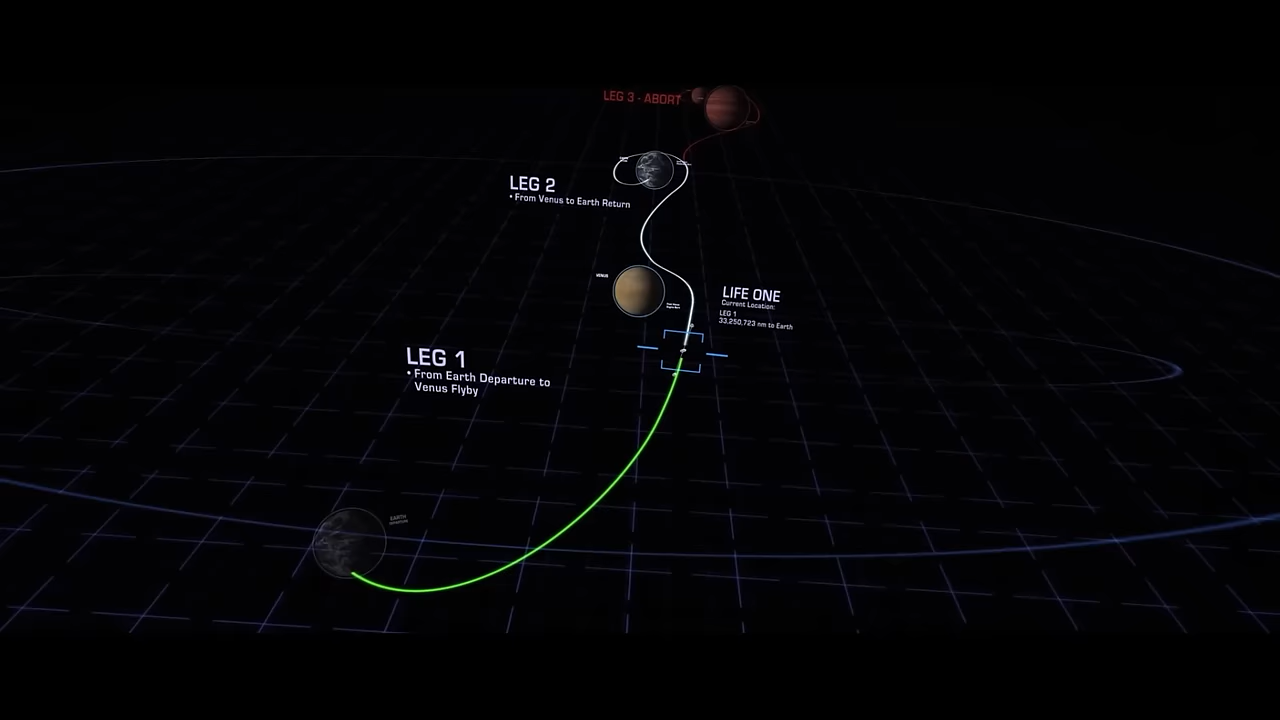 LEG 3 - ABORT
LEG 2
• From Venus to Earth Return
VENUS
LIFE ONE
Current Location:
LEG 1
33,250,723 nm to Earth
LEG 1
• From Earth Departure to
Venus Flyby
EARTH
DEPARTURE